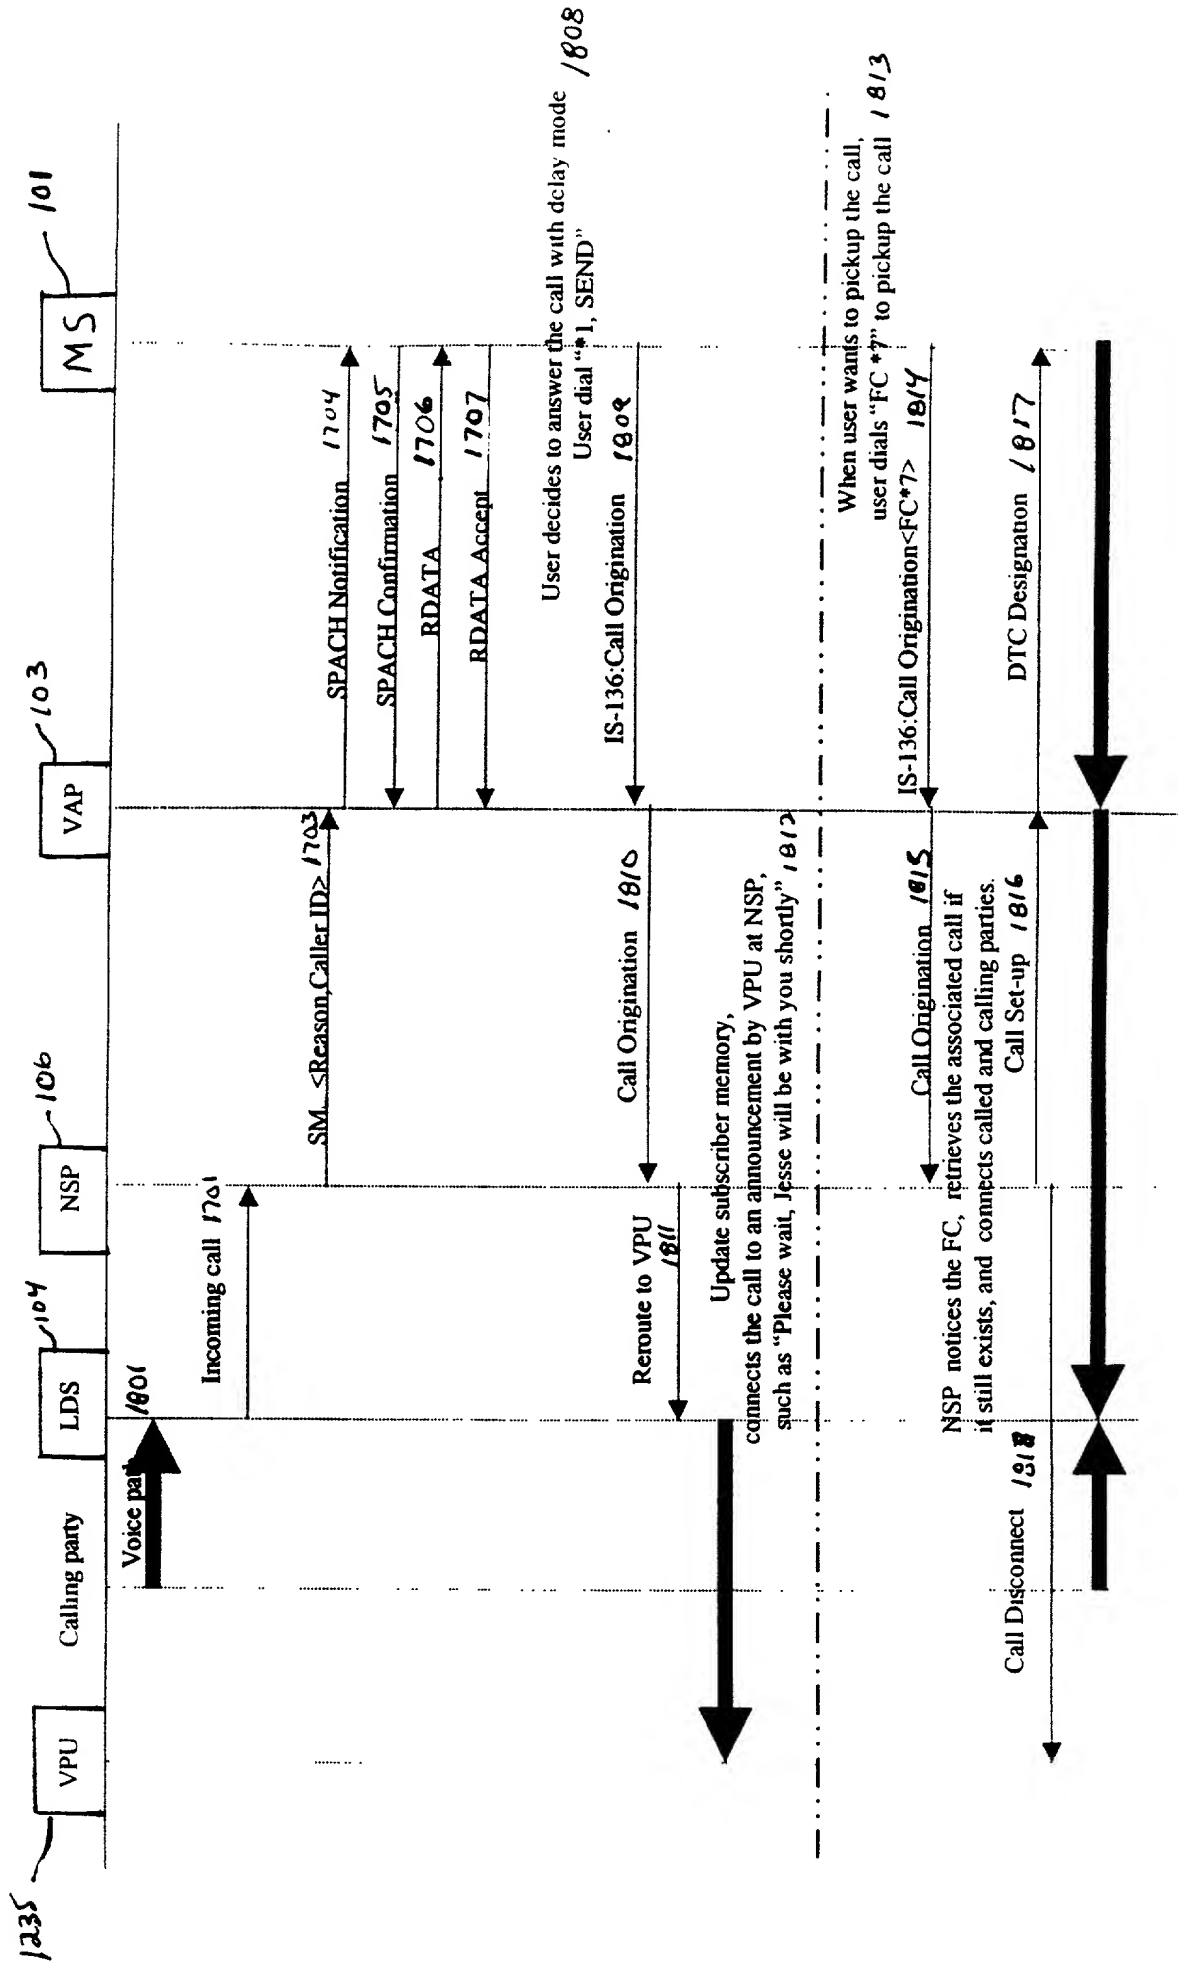 1235
VPU
Calling party
LDS
104
NSP
106
VAP
103
MS
101
Voice path
1801
Incoming call 1701
SM, <Reason,Caller ID> 1703
SPACH Notification 1704
SPACH Confirmation 1705
RDATA 1706
RDATA Accept 1707
User decides to answer the call with delay mode
User dial "*1, SEND"
1808
IS-136:Call Origination 1809
Call Origination 1810
Reroute to VPU
1811
Update subscriber memory,
connects the call to an announcement by VPU at NSP,
such as "Please wait, Jesse will be with you shortly" 1812
When user wants to pickup the call,
user dials "FC *7" to pickup the call 1813
IS-136:Call Origination<FC*7> 1814
Call Origination 1815
NSP notices the FC, retrieves the associated call if
it still exists, and connects called and calling parties.
Call Set-up 1816
DTC Designation 1817
Call Disconnect 1818